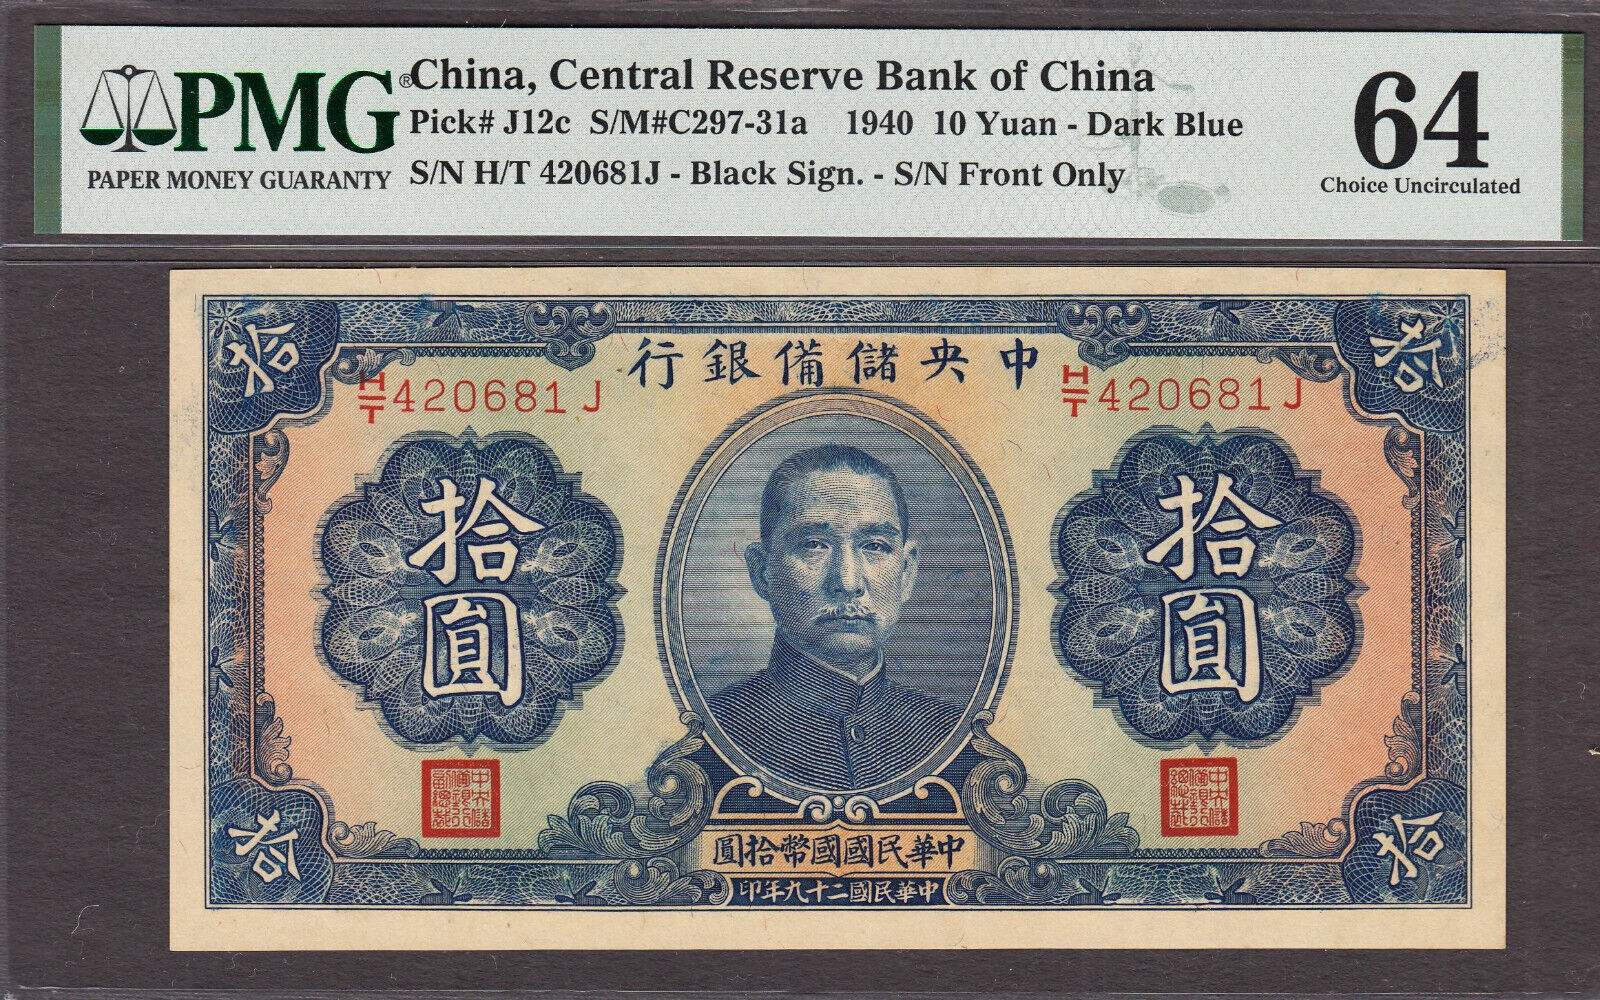 PMG®
PAPER MONEY GUARANTY
China, Central Reserve Bank of China
Pick# J12c S/M#C297-31a 1940 10 Yuan - Dark Blue
S/N H/T 420681J - Black Sign. - S/N Front Only
64
Choice Uncirculated
拾
拾
行銀備儲央中
H/T 420681 J
H/T 420681 J
拾圓
拾圓
圓拾幣國國民華中
印年九十二國民華中
拾
拾